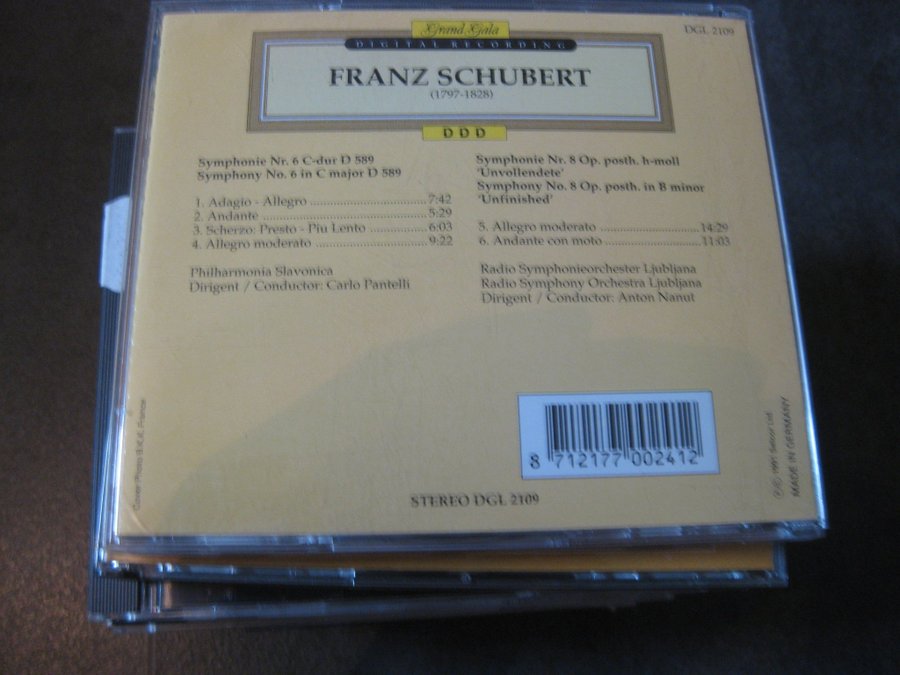 Grand Gala
DGL 2109
DIGITAL RECORDING
FRANZ SCHUBERT
(1797-1828)
DDD
Symphonie Nr. 6 C-dur D 589
Symphony No. 6 in C major D 589
1. Adagio - Allegro 7:42
2. Andante 5:29
3. Scherzo: Presto - Piu Lento 6:03
4. Allegro moderato 9:22
Philharmonia Slavonica
Dirigent / Conductor: Carlo Pantelli
Symphonie Nr. 8 Op. posth. h-moll
'Unvollendete'
Symphony No. 8 Op. posth. in B minor
'Unfinished'
5. Allegro moderato 14:29
6. Andante con moto 11:03
Radio Symphonieorchester Ljubljana
Radio Symphony Orchestra Ljubljana
Dirigent / Conductor: Anton Nanut
8 712177 002412
STEREO DGL 2109
Cover Photo France
1991
MADE IN GERMANY